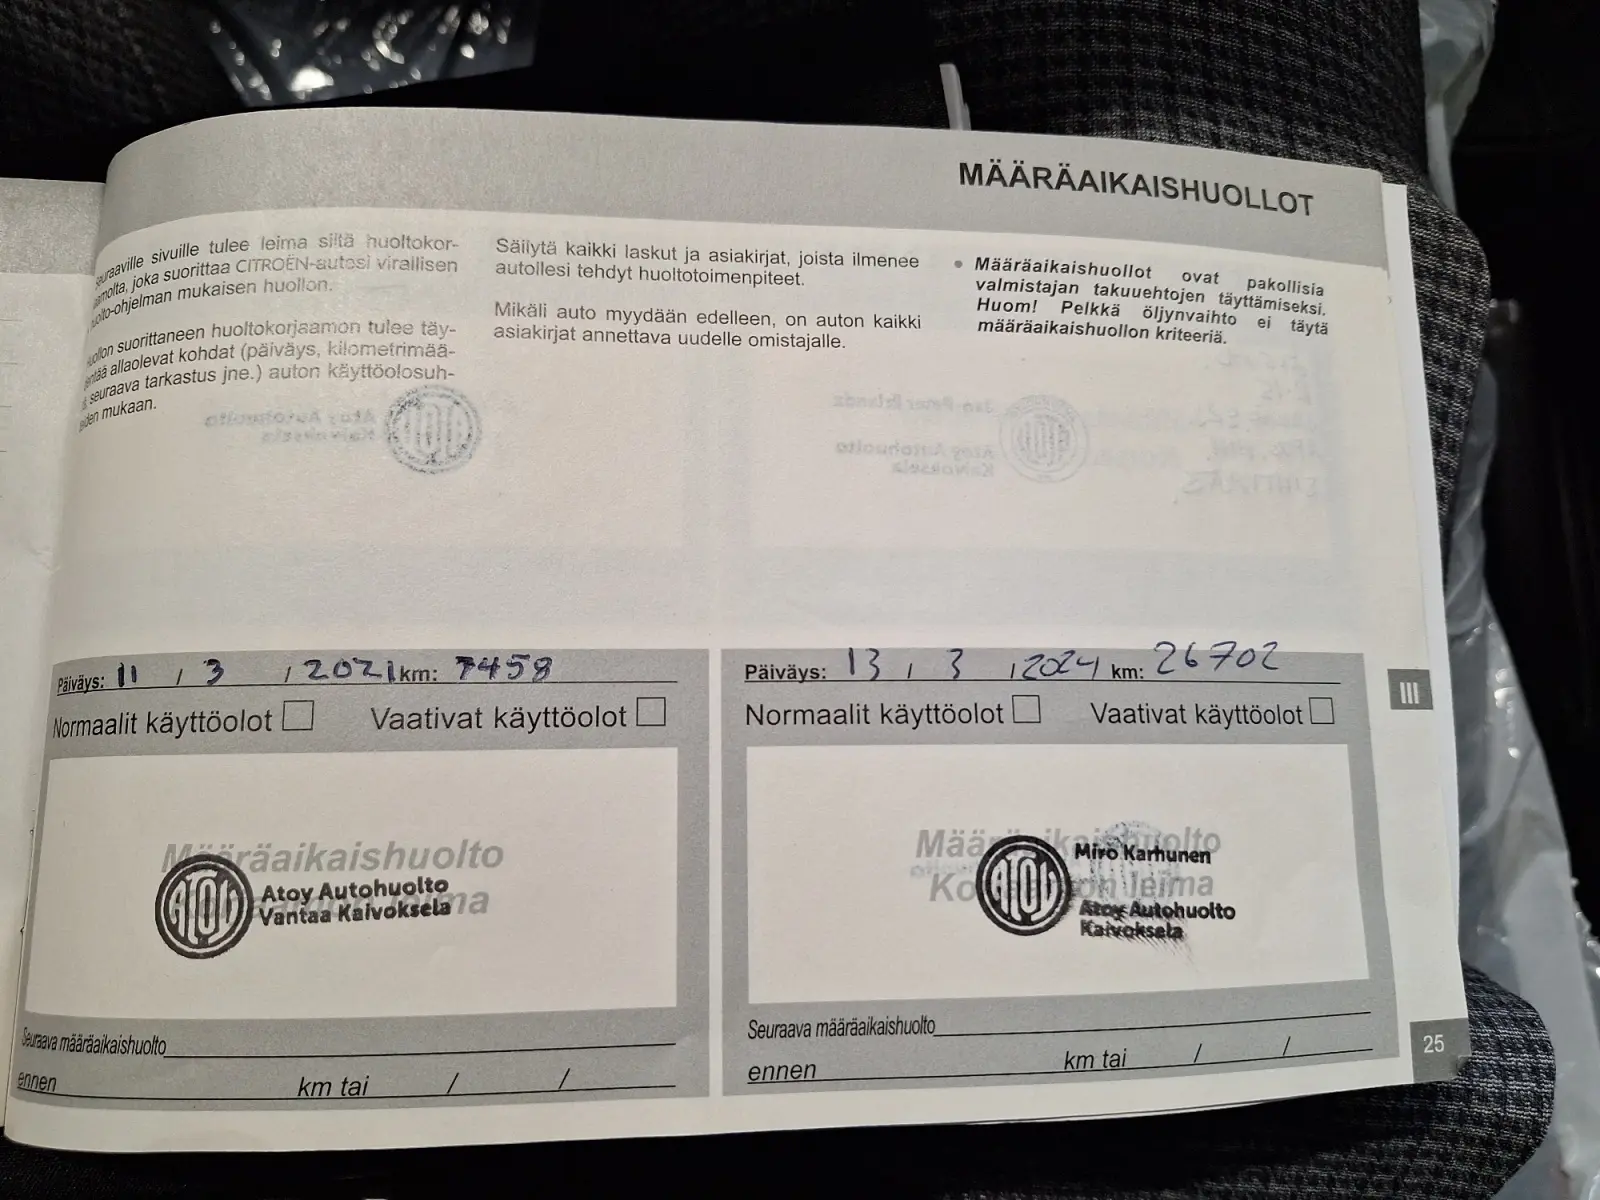 MÄÄRÄAIKAISHUOLLOT
Seuraaville sivuille tulee leima siltä huoltokor-
jaamolta, joka suorittaa CITROËN-autosi virallisen
huolto-ohjelman mukaisen huollon.
Huollon suorittaneen huoltokorjaamon tulee täy-
dentää allaolevat kohdat (päiväys, kilometrimää-
rä, seuraava tarkastus jne.) auton käyttöolosuh-
teiden mukaan.
Säilytä kaikki laskut ja asiakirjat, joista ilmenee
autollesi tehdyt huoltotoimenpiteet.
Mikäli auto myydään edelleen, on auton kaikki
asiakirjat annettava uudelle omistajalle.
• Määräaikaishuollot ovat pakollisia
valmistajan takuuehtojen täyttämiseksi.
Huom! Pelkkä öljynvaihto ei täytä
määräaikaishuollon kriteeriä.
Päiväys: 11 / 3 / 2021 km: 7458
Normaalit käyttöolot Vaativat käyttöolot
Määräaikaishuolto
ATOY Atoy Autohuolto
Vantaa Kaivoksela
Seuraava määräaikaishuolto
ennen km tai / /
Päiväys: 13 / 3 / 2024 km: 26702
Normaalit käyttöolot Vaativat käyttöolot
Määräaikaishuolto
Korjaamon leima
ATOY Miro Karhunen
Atoy Autohuolto
Kaivoksela
Seuraava määräaikaishuolto
ennen km tai / /
III
25